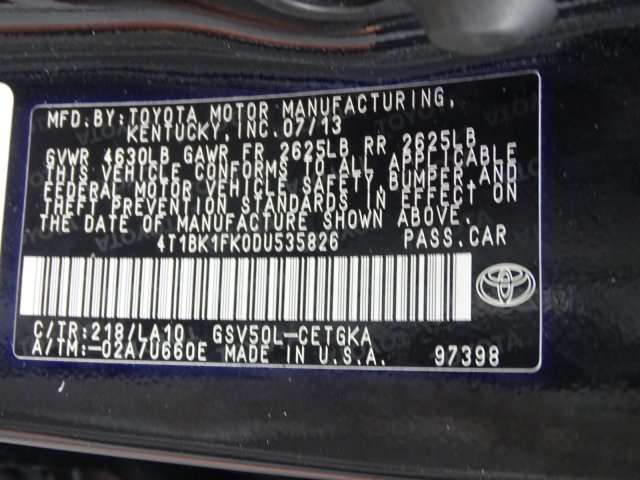 MFD. BY: TOYOTA MOTOR MANUFACTURING,
KENTUCKY, INC. 07/13
GVWR 4630LB GAWR FR 2625LB RR 2625LB
THIS VEHICLE CONFORMS TO ALL APPLICABLE
FEDERAL MOTOR VEHICLE SAFETY, BUMPER, AND
THEFT PREVENTION STANDARDS IN EFFECT ON
THE DATE OF MANUFACTURE SHOWN ABOVE.
4T1BK1FK0DU535826 PASS. CAR
C/TR: 218/LA10 GSV50L-CETGKA
A/TM: -02A/U660E MADE IN U.S.A. 97398